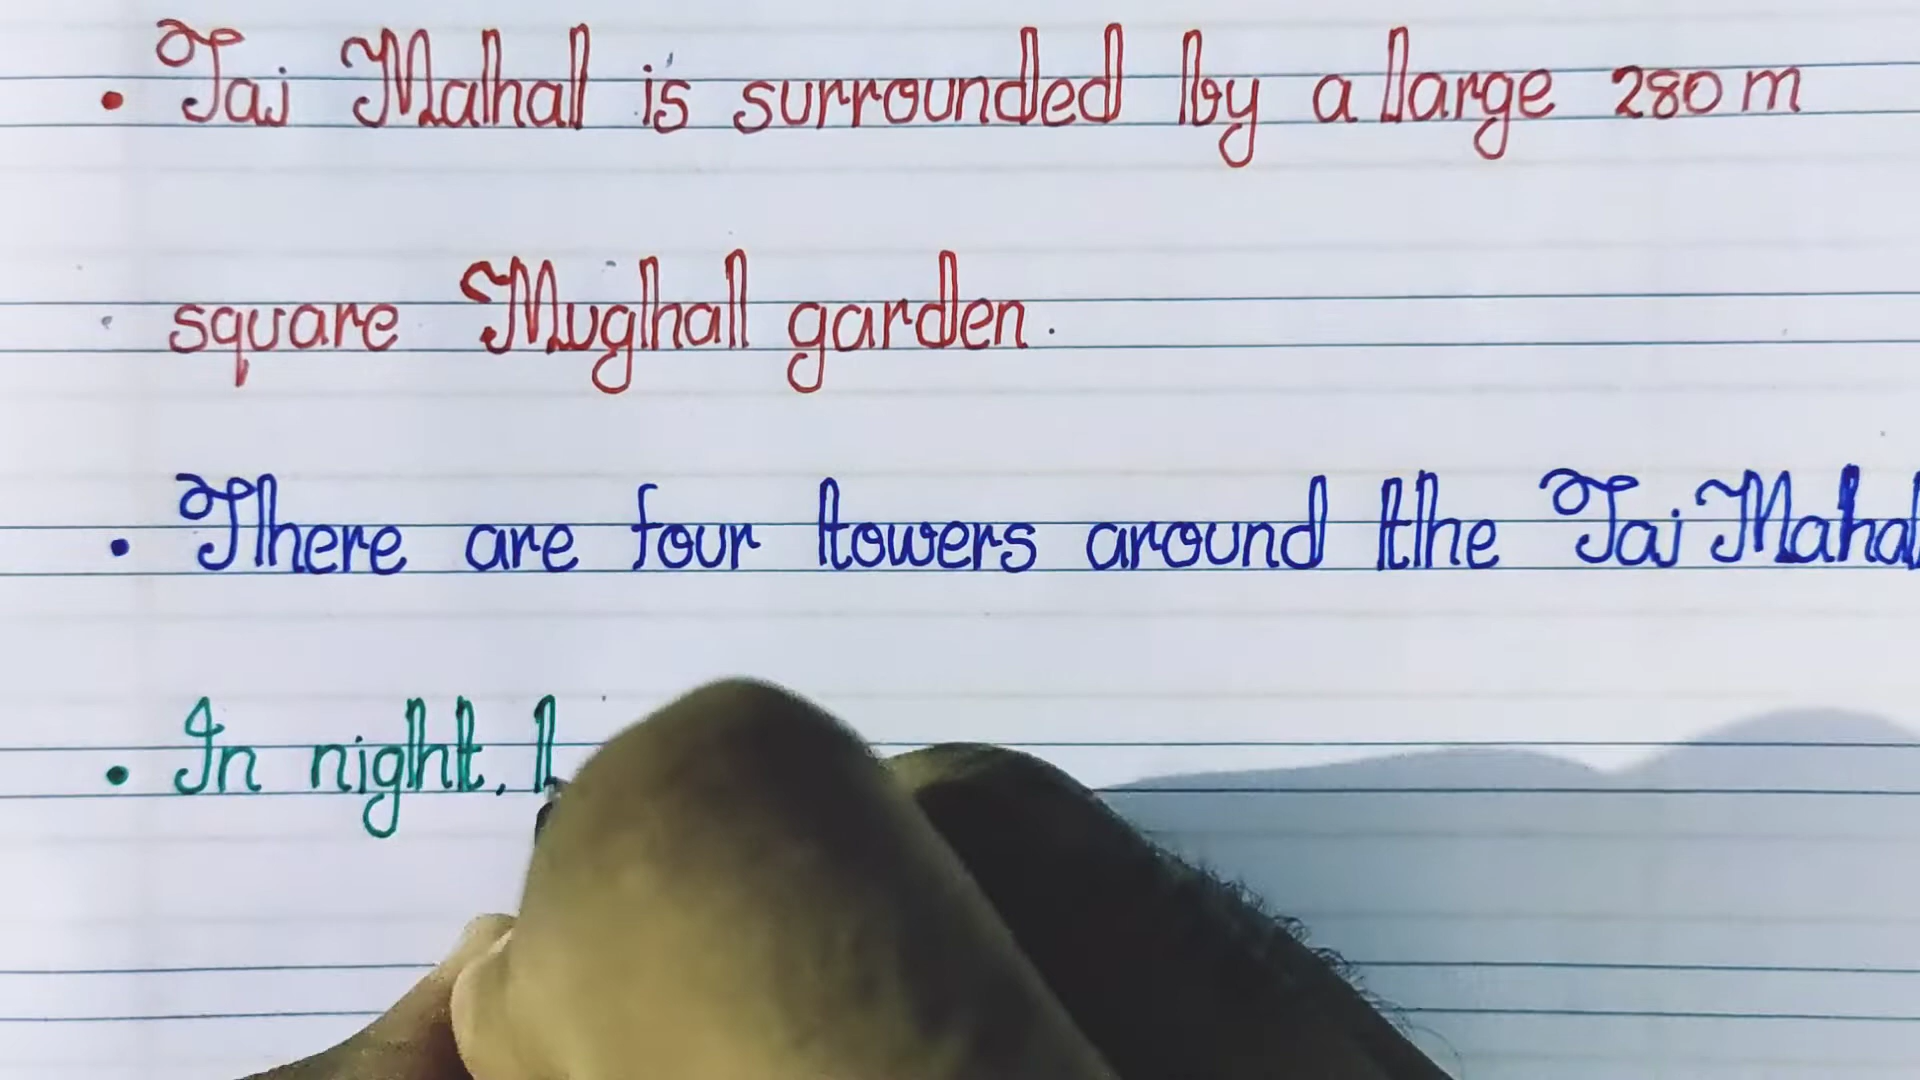 • Taj Mahal is surrounded by a large 280 m
square Mughal garden.
• There are four towers around the Taj Mahal
• In night,